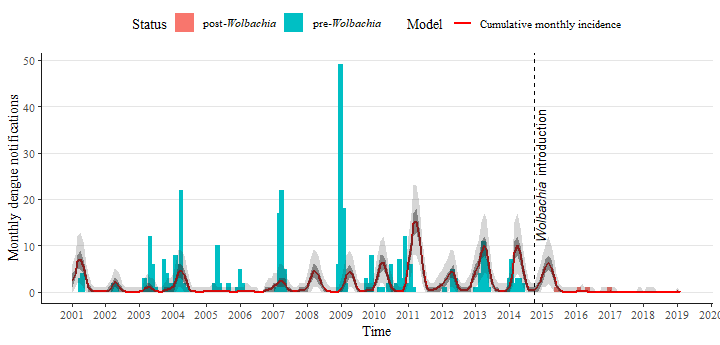 Status post-Wolbachia pre-Wolbachia Model Cumulative monthly incidence
Monthly dengue notifications
50
40
30
20
10
0
Wolbachia introduction
2001 2002 2003 2004 2005 2006 2007 2008 2009 2010 2011 2012 2013 2014 2015 2016 2017 2018 2019 2020
Time